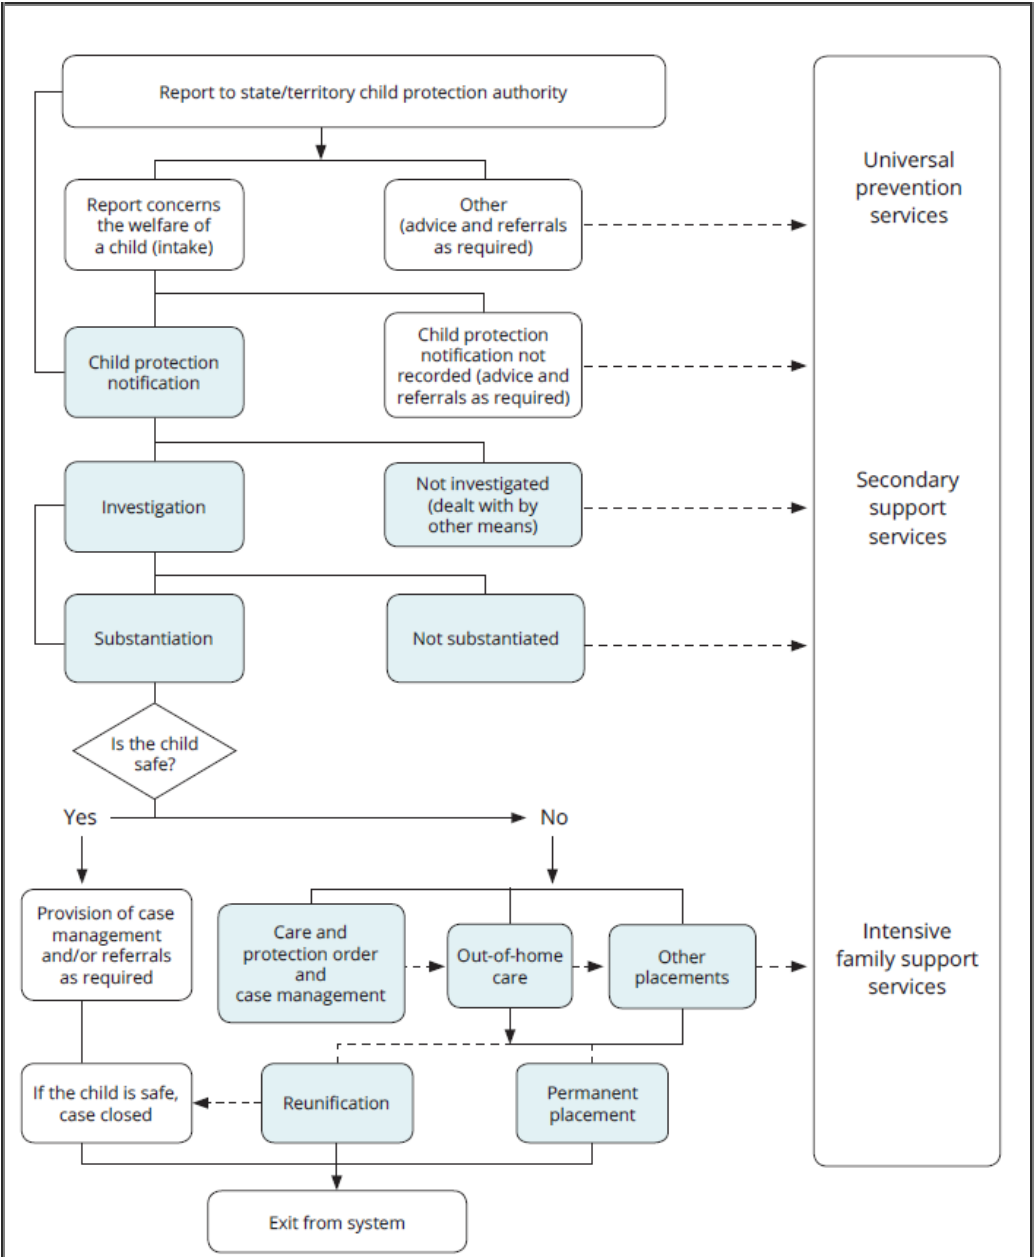 Report to state/territory child protection authority
Report concerns
the welfare of
a child (intake)
Other
(advice and referrals
as required)
Universal
prevention
services
Child protection
notification
Child protection
notification not
recorded (advice and
referrals as required)
Investigation
Not investigated
(dealt with by
other means)
Secondary
support
services
Substantiation
Not substantiated
Is the child
safe?
Yes
No
Provision of case
management
and/or referrals
as required
Care and
protection order
and
case management
Out-of-home
care
Other
placements
Intensive
family support
services
If the child is safe,
case closed
Reunification
Permanent
placement
Exit from system